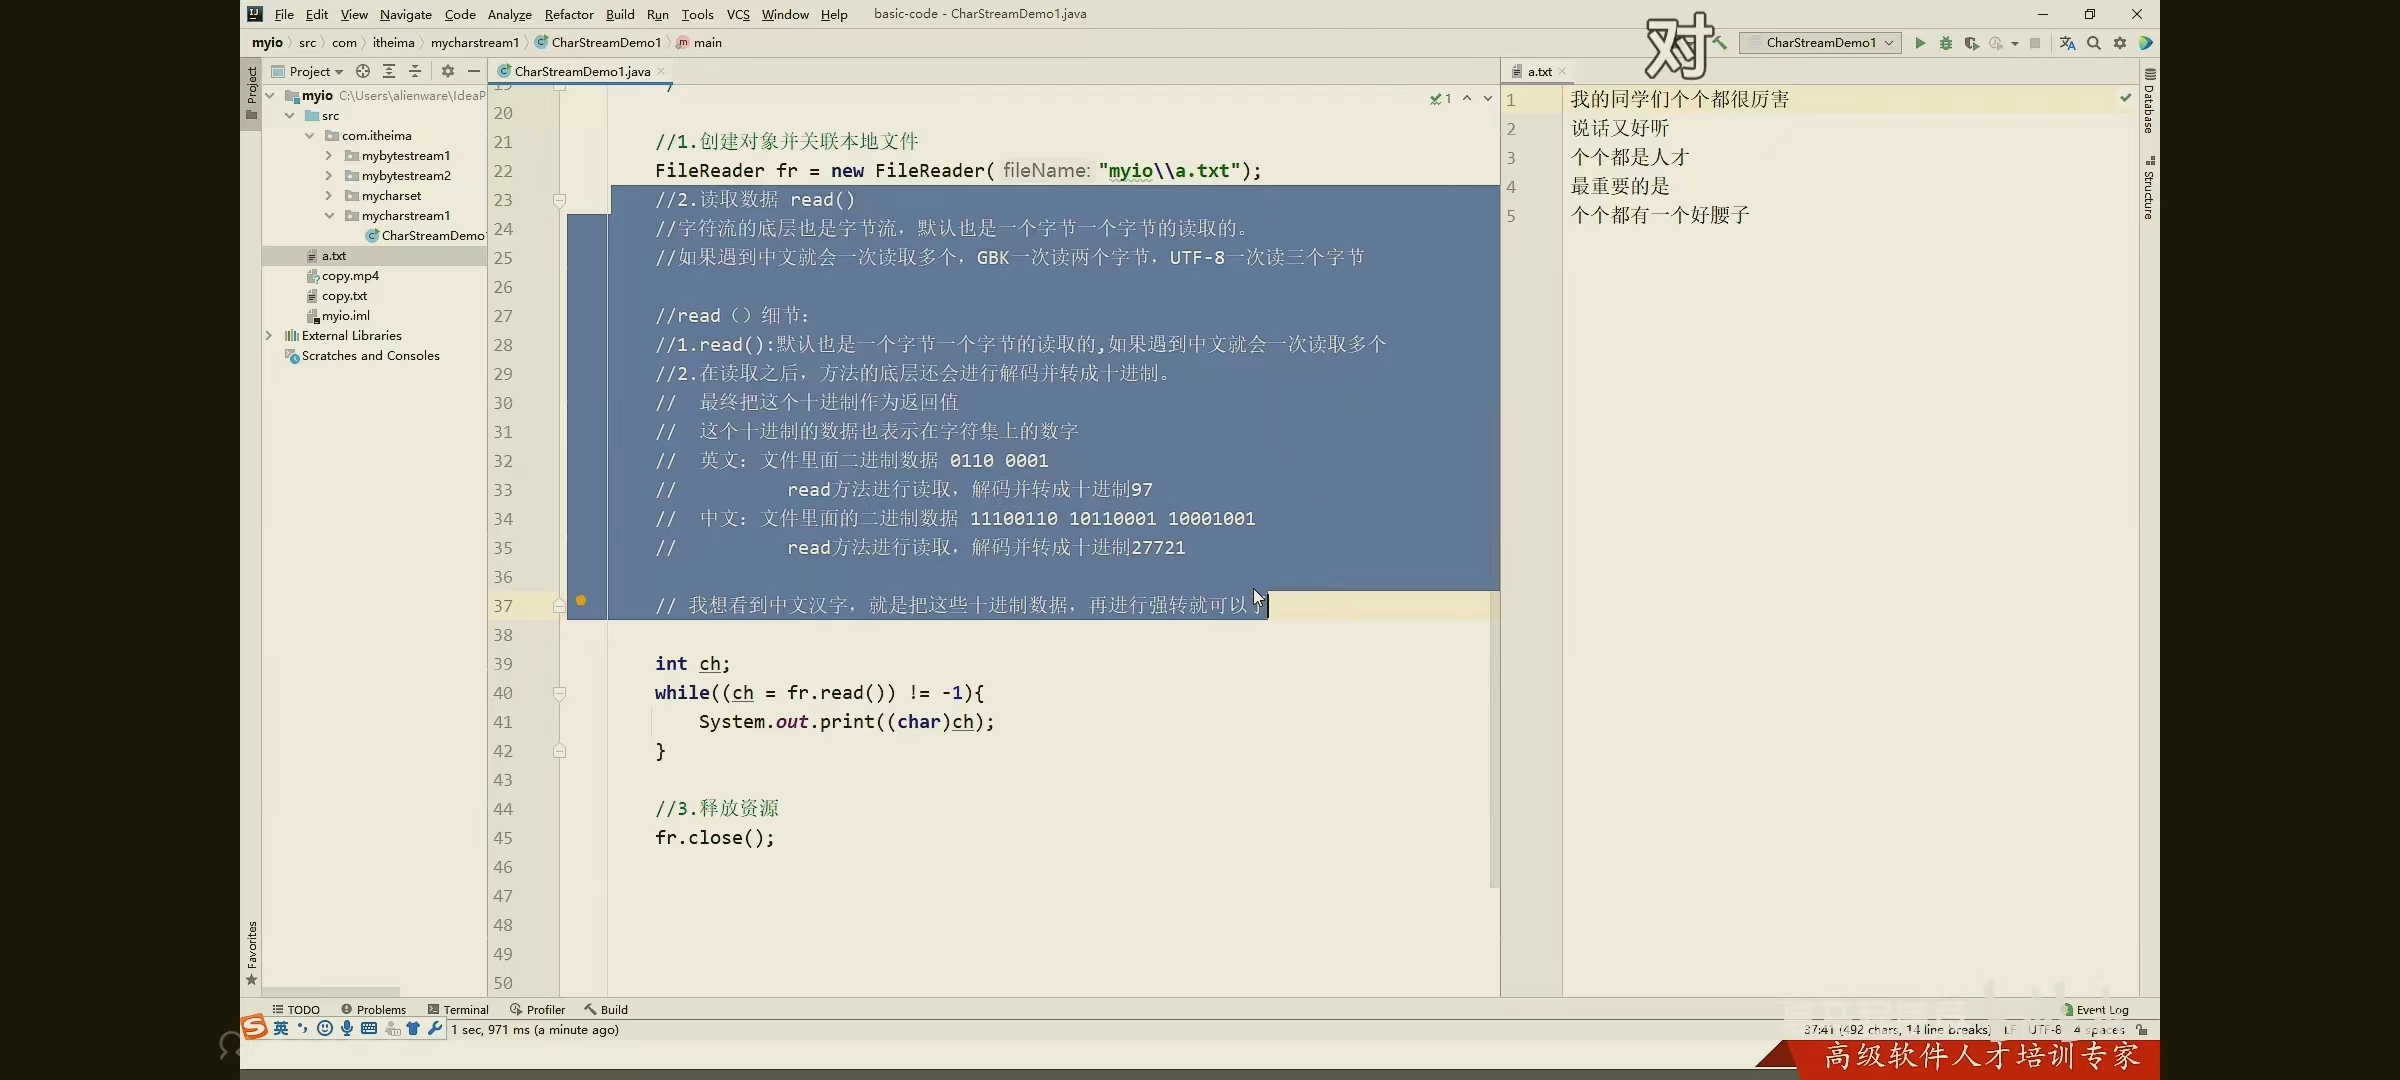 File Edit View Navigate Code Analyze Refactor Build Run Tools VCS Window Help basic-code - CharStreamDemo1.java
对
myio src com itheima mycharstream1 CharStreamDemo1 main
CharStreamDemo1
Project
Project
CharStreamDemo1.java
a.txt
myio C:\Users\alienware\IdeaP
src
com.itheima
mybytestream1
mybytestream2
mycharset
mycharstream1
CharStreamDemo
a.txt
copy.mp4
copy.txt
myio.iml
External Libraries
Scratches and Consoles
Favorites
1
19
20
21 //1.创建对象并关联本地文件
22 FileReader fr = new FileReader( fileName: "myio\\a.txt");
23 //2.读取数据 read()
24 //字符流的底层也是字节流，默认也是一个字节一个字节的读取的。
25 //如果遇到中文就会一次读取多个，GBK一次读两个字节，UTF-8一次读三个字节
26
27 //read（）细节：
28 //1.read():默认也是一个字节一个字节的读取的,如果遇到中文就会一次读取多个
29 //2.在读取之后，方法的底层还会进行解码并转成十进制。
30 // 最终把这个十进制作为返回值
31 // 这个十进制的数据也表示在字符集上的数字
32 // 英文：文件里面二进制数据 0110 0001
33 // read方法进行读取，解码并转成十进制97
34 // 中文：文件里面的二进制数据 11100110 10110001 10001001
35 // read方法进行读取，解码并转成十进制27721
36
37 // 我想看到中文汉字，就是把这些十进制数据，再进行强转就可以了
38
39 int ch;
40 while((ch = fr.read()) != -1){
41 System.out.print((char)ch);
42 }
43
44 //3.释放资源
45 fr.close();
46
47
48
49
50
1 我的同学们个个都很厉害
2 说话又好听
3 个个都是人才
4 最重要的是
5 个个都有一个好腰子
Database
Structure
TODO Problems Terminal Profiler Build
Event Log
英
1 sec, 971 ms (a minute ago)
37:41 (492 chars, 14 line breaks) LF UTF-8 4 spaces
高级软件人才培训专家